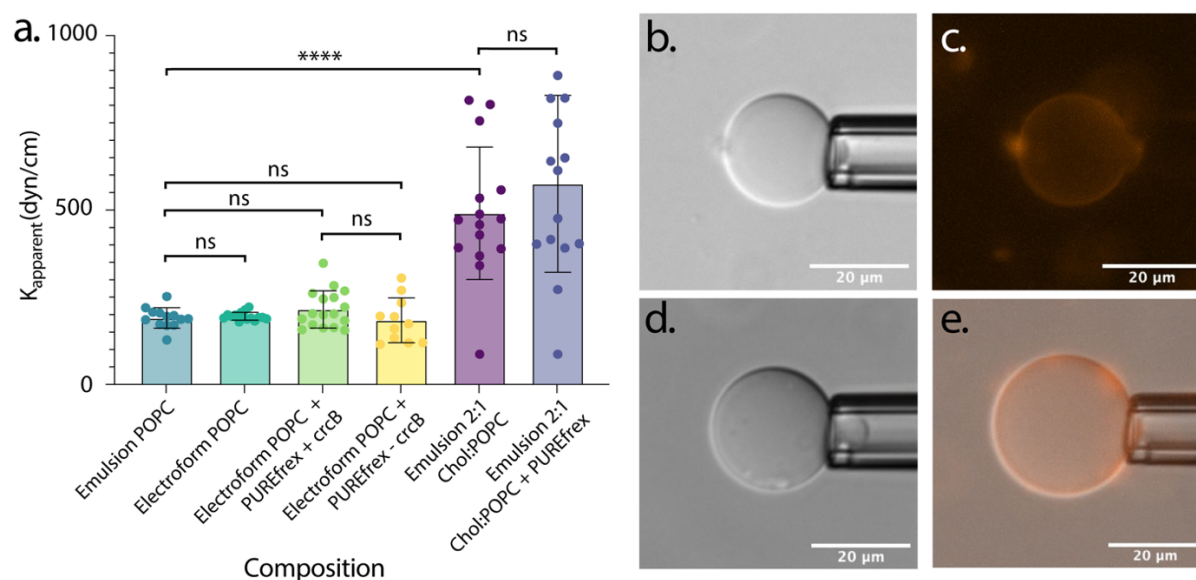 a.
1000
500
0
Kapparent(dyn/cm)
ns
****
ns
ns
ns
ns
Emulsion POPC
Electroform POPC
Electroform POPC +
PUREfrex + crcB
Electroform POPC +
PUREfrex - crcB
Emulsion 2:1
Chol:POPC
Emulsion 2:1
Chol:POPC + PUREfrex
Composition
b.
20 µm
c.
20 µm
d.
20 µm
e.
20 µm